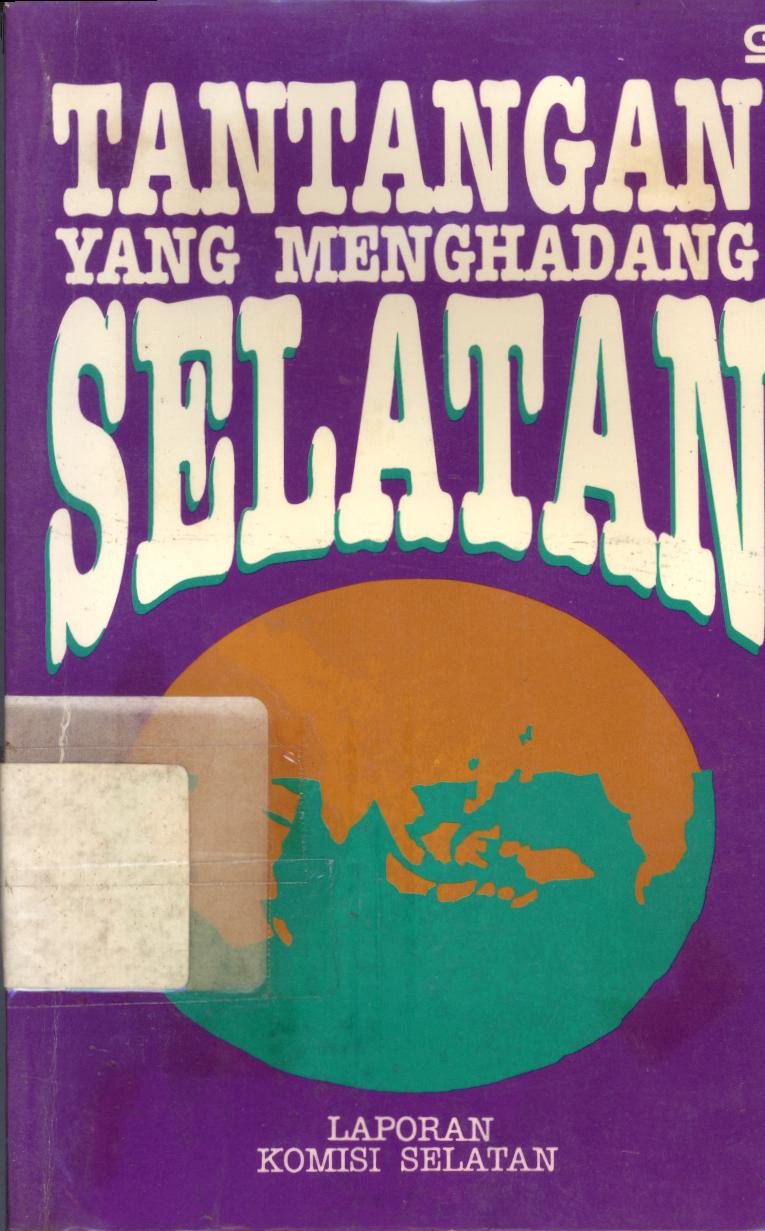 TANTANGAN
YANG MENGHADANG
SELATAN
LAPORAN
KOMISI SELATAN